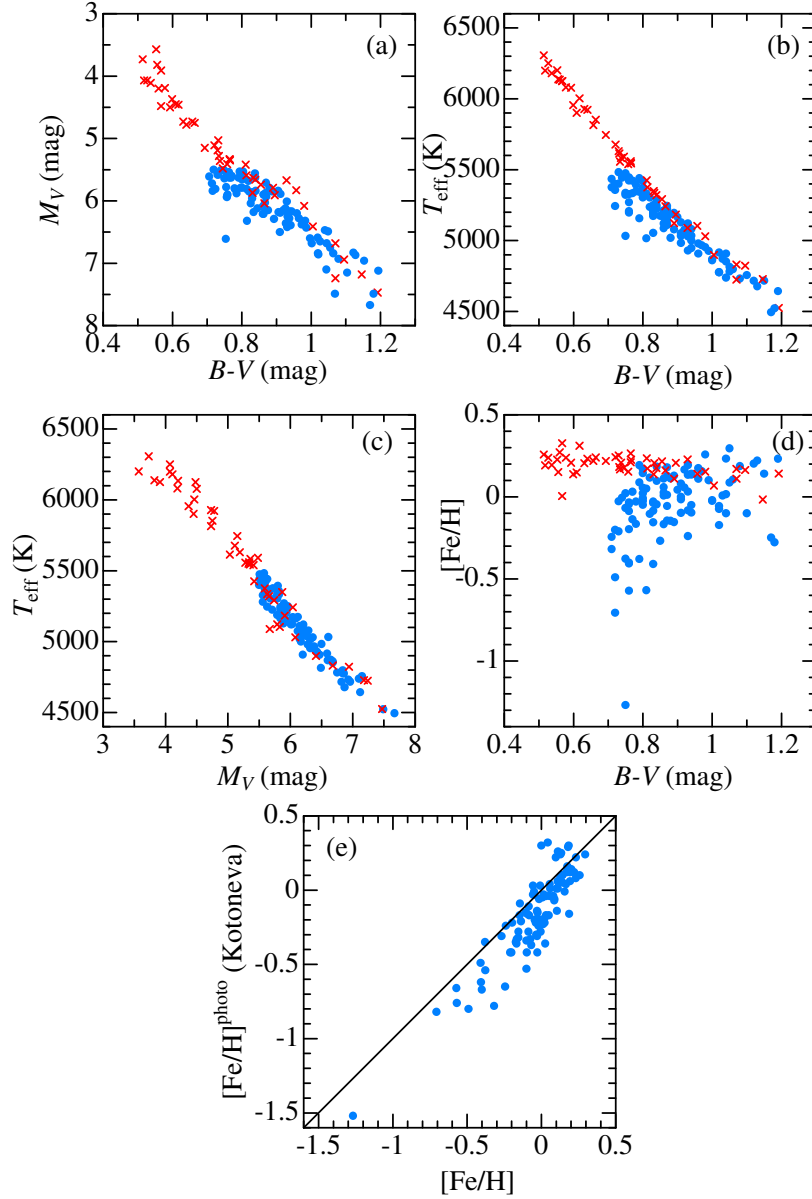 (a)
3
4
5
6
7
8
M_V (mag)
0.4 0.6 0.8 1 1.2
B-V (mag)
(b)
6500
6000
5500
5000
4500
T_eff (K)
0.4 0.6 0.8 1 1.2
B-V (mag)
(c)
6500
6000
5500
5000
4500
T_eff (K)
3 4 5 6 7 8
M_V (mag)
(d)
0.5
0
-0.5
-1
[Fe/H]
0.4 0.6 0.8 1 1.2
B-V (mag)
(e)
0.5
0
-0.5
-1
-1.5
[Fe/H]^photo (Kotoneva)
-1.5 -1 -0.5 0 0.5
[Fe/H]